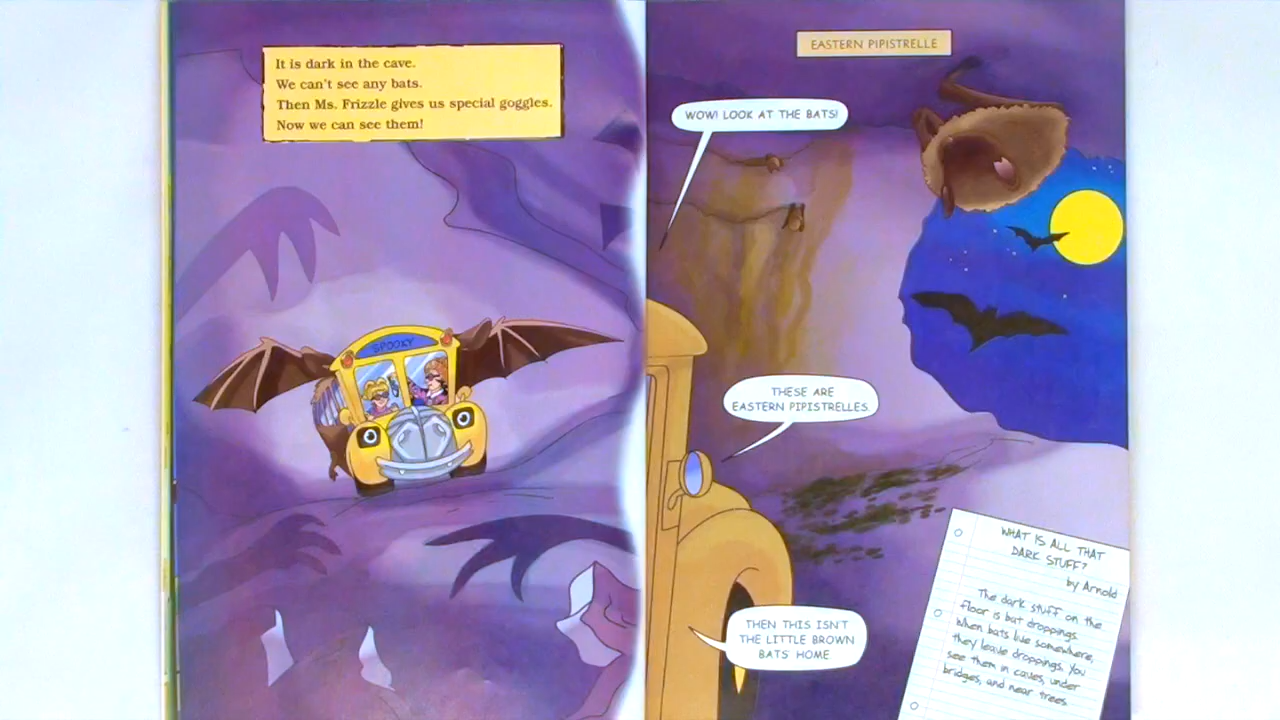 It is dark in the cave.
We can't see any bats.
Then Ms. Frizzle gives us special goggles.
Now we can see them!
SPOOKY
EASTERN PIPISTRELLE
WOW! LOOK AT THE BATS!
THESE ARE
EASTERN PIPISTRELLES.
THEN THIS ISN'T
THE LITTLE BROWN
BATS' HOME.
WHAT IS ALL THAT
DARK STUFF?
by Arnold
The dark stuff on the
floor is bat droppings.
When bats live somewhere,
they leave droppings. You
see them in caves, under
bridges, and near trees.